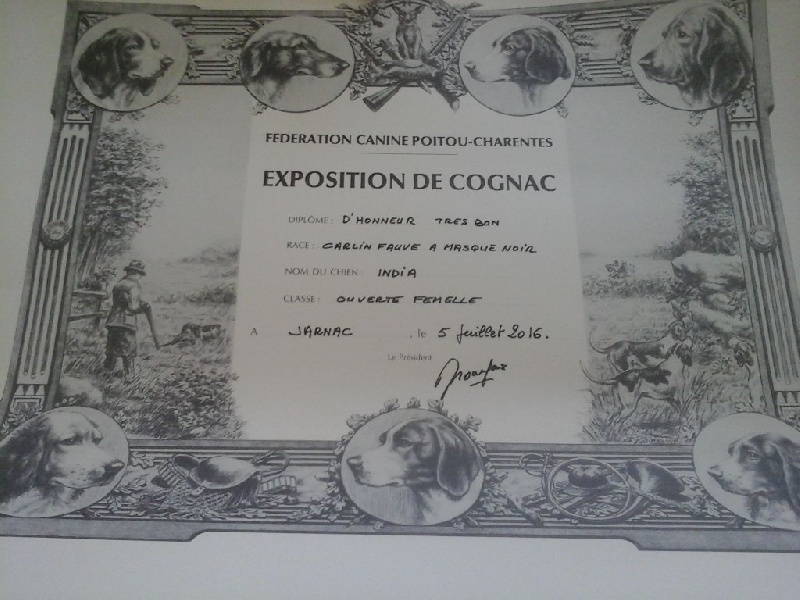 FEDERATION CANINE POITOU-CHARENTES
EXPOSITION DE COGNAC
DIPLÔME : D'HONNEUR TRES BON
RACE : CARLIN FAUVE A MASQUE NOIR
NOM DU CHIEN : INDIA
CLASSE : OUVERTE FEMELLE
A JARNAC , le 5 juillet 2016.
Le Président